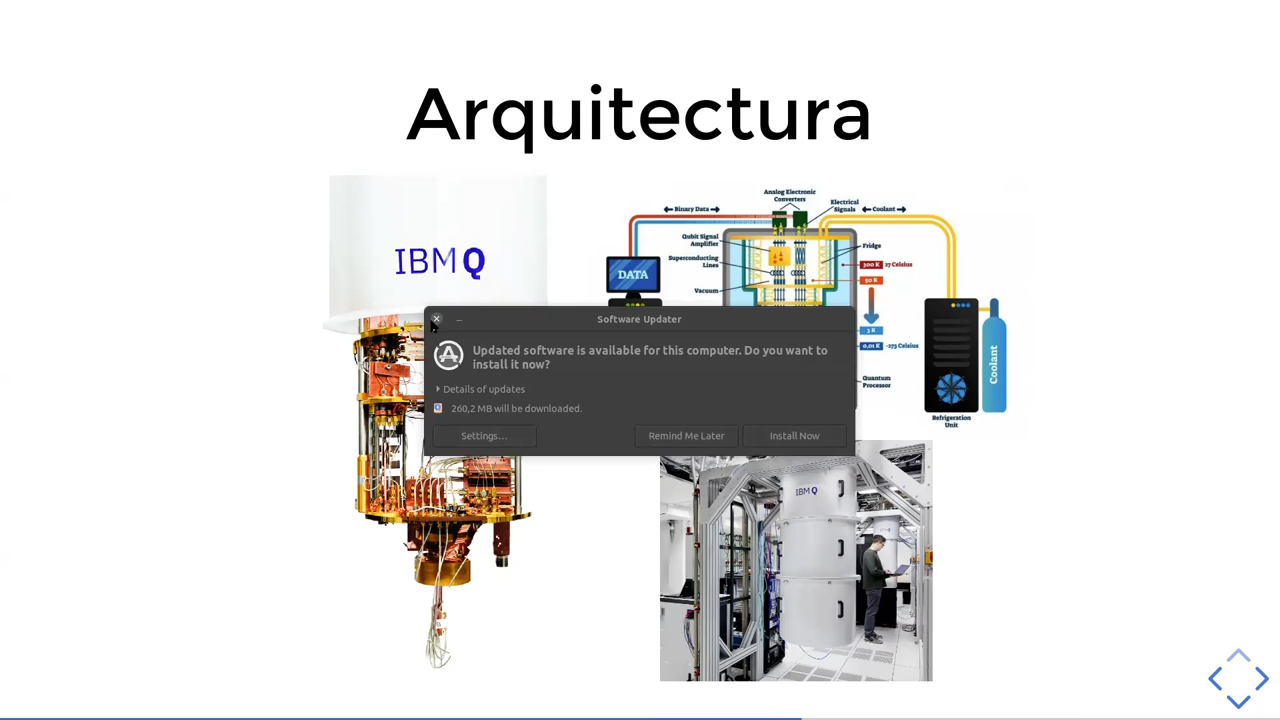 Arquitectura
IBM Q
Analog Electronic
Converters
Binary Data
Electrical
Signals
Coolant
Qubit Signal
Amplifier
Fridge
Superconducting
Lines
300 K
27 Celsius
DATA
50 K
Vacuum
3 K
0,01 K
-273 Celsius
Quantum
Processor
Coolant
Refrigeration
Unit
Software Updater
Updated software is available for this computer. Do you want to
install it now?
Details of updates
260,2 MB will be downloaded.
Settings…
Remind Me Later
Install Now
IBM Q